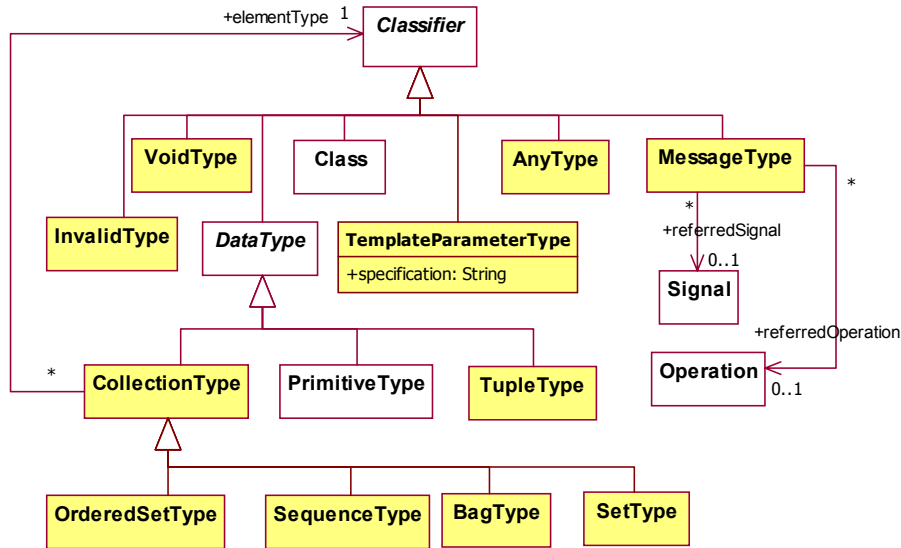 +elementType
1
Classifier
VoidType
Class
AnyType
MessageType
*
*
InvalidType
DataType
TemplateParameterType
+specification: String
+referredSignal
0..1
Signal
+referredOperation
*
CollectionType
PrimitiveType
TupleType
Operation
0..1
OrderedSetType
SequenceType
BagType
SetType